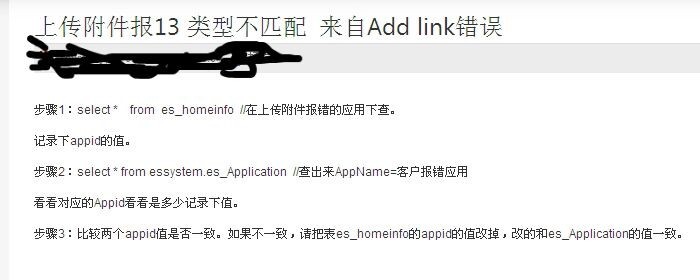 上传附件报13 类型不匹配 来自Add link错误
步骤1：select * from es_homeinfo //在上传附件报错的应用下查。
记录下appid的值。
步骤2：select * from essystem.es_Application //查出来AppName=客户报错应用
看看对应的Appid看看是多少记录下值。
步骤3：比较两个appid值是否一致。如果不一致，请把表es_homeinfo的appid的值改掉，改的和es_Application的值一致。